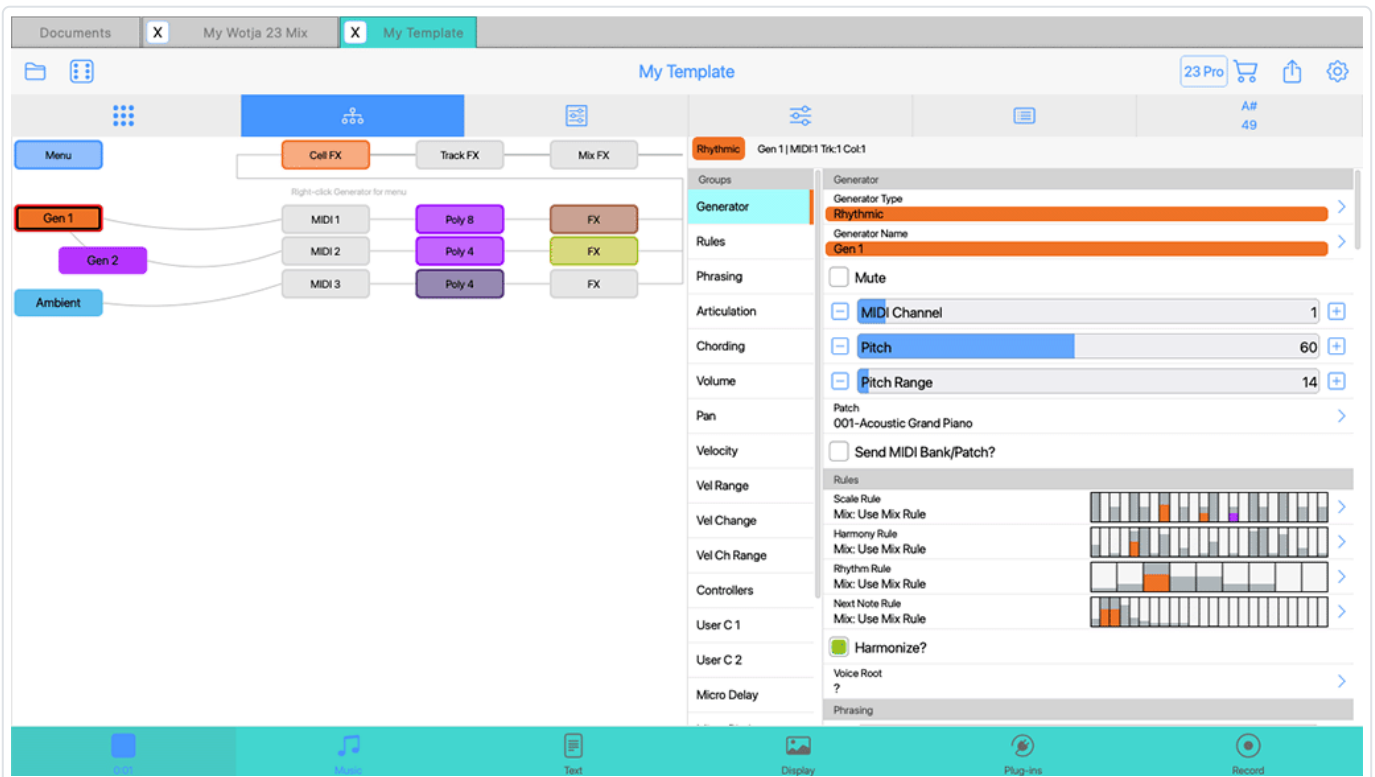 Documents
X
My Wotja 23 Mix
X
My Template
My Template
23 Pro
A#
49
Menu
Cell FX
Track FX
Mix FX
Right-click Generator for menu
Gen 1
MIDI 1
Poly 8
FX
Gen 2
MIDI 2
Poly 4
FX
Ambient
MIDI 3
Poly 4
FX
Rhythmic
Gen 1 | MIDI:1 Trk:1 Col:1
Groups
Generator
Rules
Phrasing
Articulation
Chording
Volume
Pan
Velocity
Vel Range
Vel Change
Vel Ch Range
Controllers
User C 1
User C 2
Micro Delay
Generator
Generator Type
Rhythmic
Generator Name
Gen 1
Mute
MIDI Channel 1
Pitch 60
Pitch Range 14
Patch
001-Acoustic Grand Piano
Send MIDI Bank/Patch?
Rules
Scale Rule
Mix: Use Mix Rule
Harmony Rule
Mix: Use Mix Rule
Rhythm Rule
Mix: Use Mix Rule
Next Note Rule
Mix: Use Mix Rule
Harmonize?
Voice Root
?
Phrasing
0:01
Music
Text
Display
Plug-ins
Record